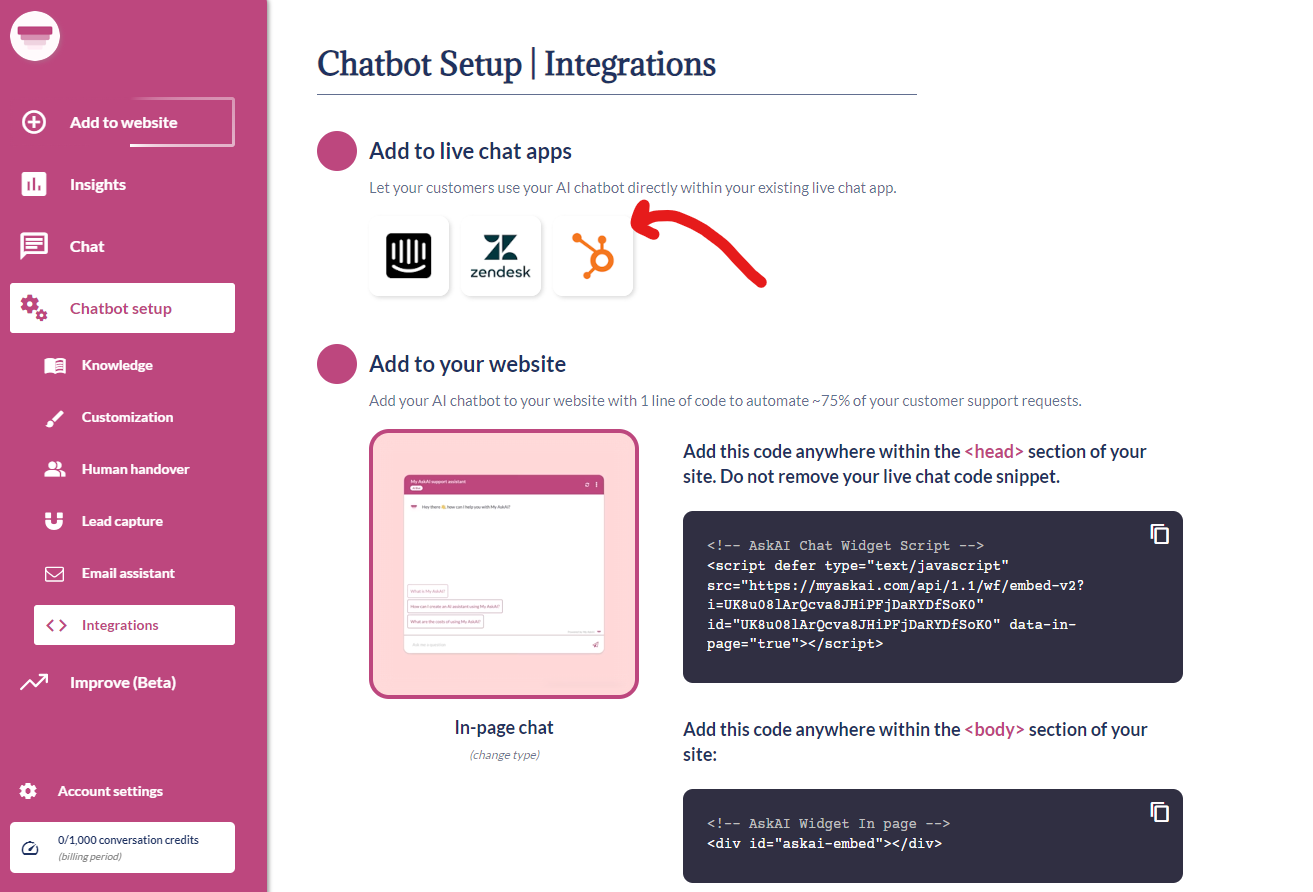 Chatbot Setup | Integrations
Add to website
Insights
Chat
Chatbot setup
Knowledge
Customization
Human handover
Lead capture
Email assistant
Integrations
Improve (Beta)
Account settings
0/1,000 conversation credits
(billing period)
Add to live chat apps
Let your customers use your AI chatbot directly within your existing live chat app.
zendesk
Add to your website
Add your AI chatbot to your website with 1 line of code to automate ~75% of your customer support requests.
My AskAI support assistant
Hey there 👋, how can I help you with My AskAI?
What is My AskAI?
How can I create an AI assistant using My AskAI?
What are the costs of using My AskAI?
Ask me a question
In-page chat
(change type)
Add this code anywhere within the <head> section of your
site. Do not remove your live chat code snippet.
<!-- AskAI Chat Widget Script -->
<script defer type="text/javascript"
src="https://myaskai.com/api/1.1/wf/embed-v2?
i=UK8u08lArQcva8JHiPFjDaRYDfSoK0"
id="UK8u08lArQcva8JHiPFjDaRYDfSoK0" data-in-
page="true"></script>
Add this code anywhere within the <body> section of your
site:
<!-- AskAI Widget In page -->
<div id="askai-embed"></div>